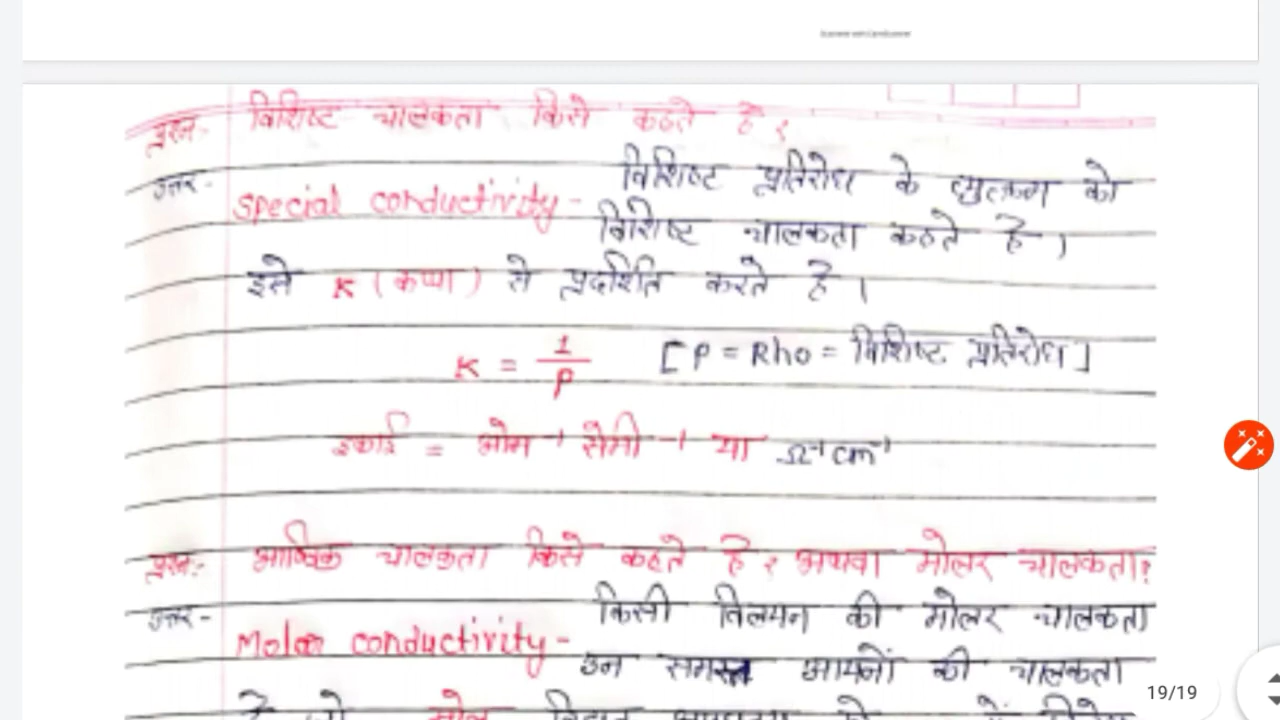 प्रश्न- विशिष्ट चालकता किसे कहते है ?
उत्तर- special conductivity - विशिष्ट प्रतिरोध के व्युत्क्रम को
विशिष्ट चालकता कहते है ।
इसे K (कप्पा) से प्रदर्शित करते है ।
K = 1/ρ [ρ = Rho = विशिष्ट प्रतिरोध]
इकाई = ओम⁻¹ सेमी⁻¹ या Ω⁻¹ cm⁻¹
प्रश्न:- आण्विक चालकता किसे कहते है ? अथवा मोलर चालकता?
उत्तर- Molar conductivity - किसी विलयन की मोलर चालकता
उन समस्त आयनों की चालकता
है जो मोल
19/19